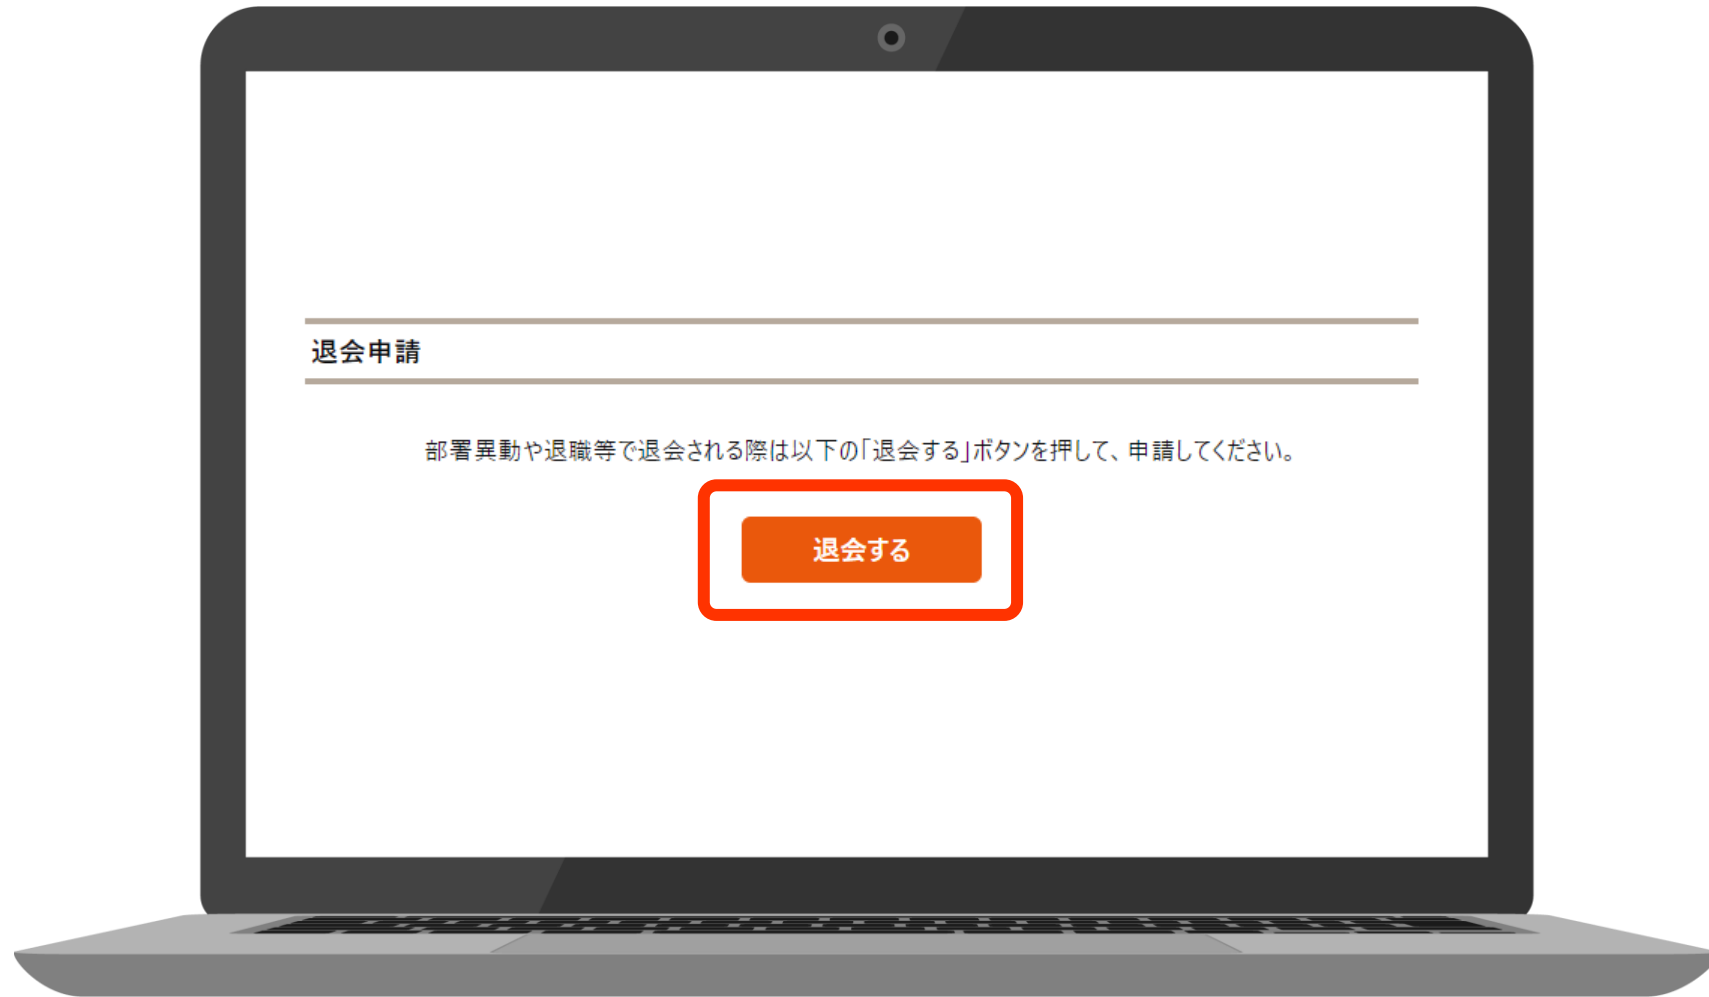 退会申請
部署異動や退職等で退会される際は以下の「退会する」ボタンを押して、申請してください。
退会する